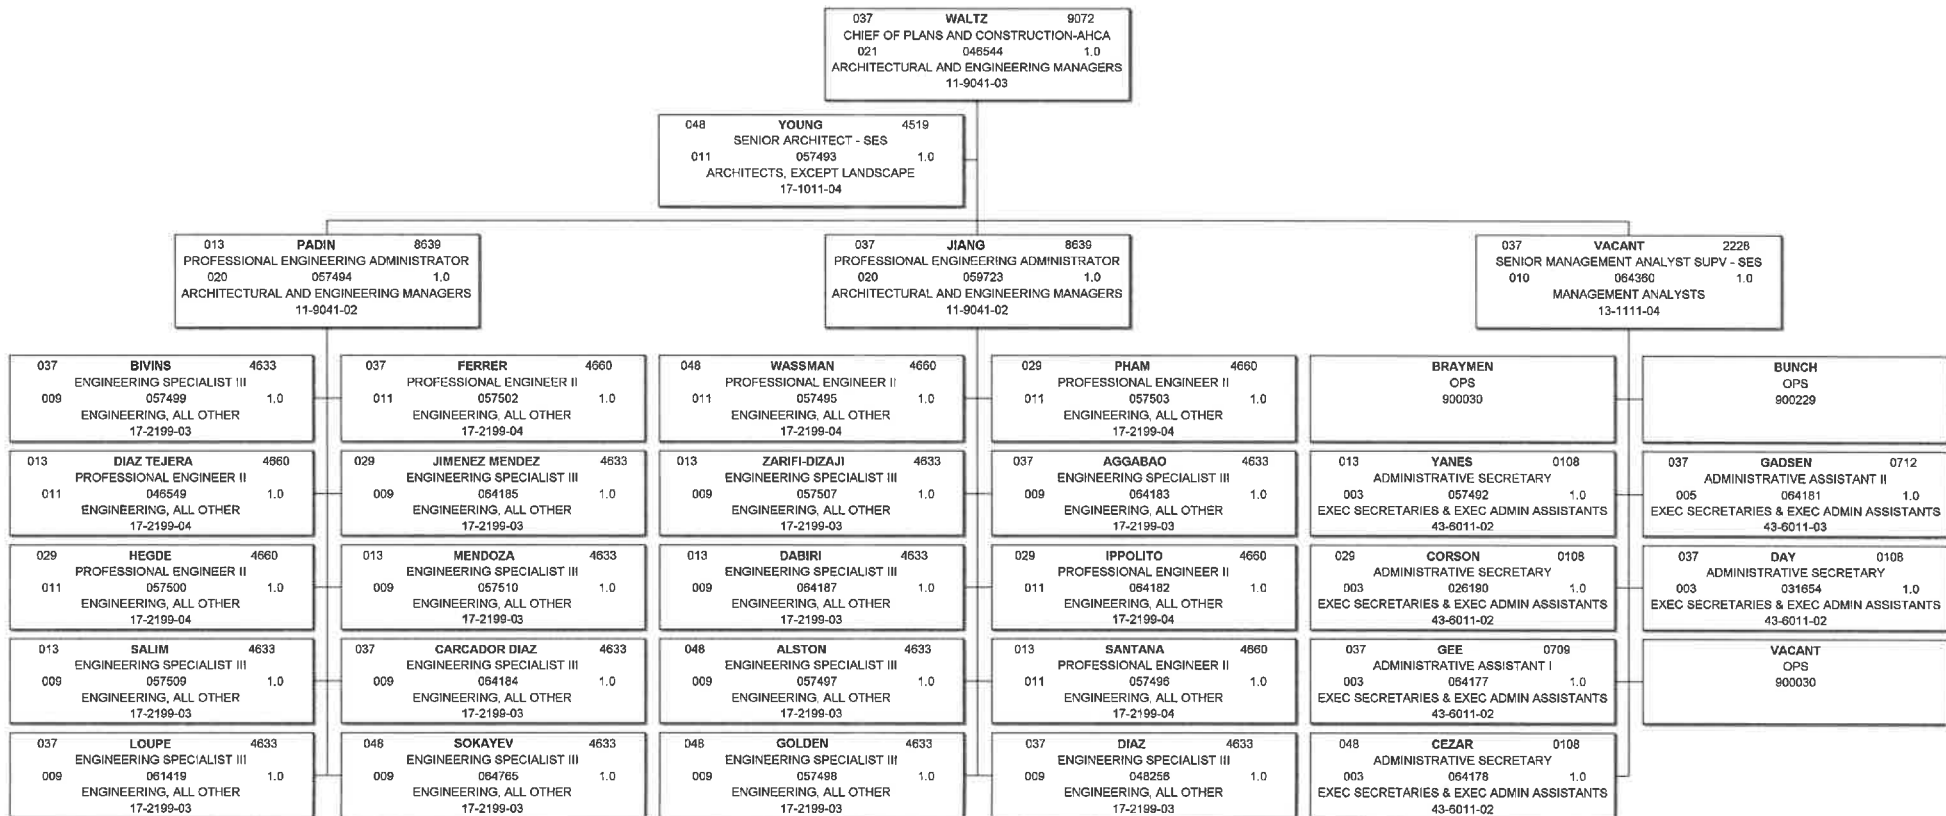 037 WALTZ 9072
CHIEF OF PLANS AND CONSTRUCTION-AHCA
021 046544 1.0
ARCHITECTURAL AND ENGINEERING MANAGERS
11-9041-03
048 YOUNG 4519
SENIOR ARCHITECT - SES
011 057493 1.0
ARCHITECTS, EXCEPT LANDSCAPE
17-1011-04
013 PADIN 8639
PROFESSIONAL ENGINEERING ADMINISTRATOR
020 057494 1.0
ARCHITECTURAL AND ENGINEERING MANAGERS
11-9041-02
037 JIANG 8639
PROFESSIONAL ENGINEERING ADMINISTRATOR
020 059723 1.0
ARCHITECTURAL AND ENGINEERING MANAGERS
11-9041-02
037 VACANT 2228
SENIOR MANAGEMENT ANALYST SUPV - SES
010 064360 1.0
MANAGEMENT ANALYSTS
13-1111-04
037 BIVINS 4633
ENGINEERING SPECIALIST III
009 057499 1.0
ENGINEERING, ALL OTHER
17-2199-03
037 FERRER 4660
PROFESSIONAL ENGINEER II
011 057502 1.0
ENGINEERING, ALL OTHER
17-2199-04
048 WASSMAN 4660
PROFESSIONAL ENGINEER II
011 057495 1.0
ENGINEERING, ALL OTHER
17-2199-04
029 PHAM 4660
PROFESSIONAL ENGINEER II
011 057503 1.0
ENGINEERING, ALL OTHER
17-2199-04
BRAYMEN
OPS
900030
BUNCH
OPS
900229
013 DIAZ TEJERA 4660
PROFESSIONAL ENGINEER II
011 046549 1.0
ENGINEERING, ALL OTHER
17-2199-04
029 JIMENEZ MENDEZ 4633
ENGINEERING SPECIALIST III
009 064185 1.0
ENGINEERING, ALL OTHER
17-2199-03
013 ZARIFI-DIZAJI 4633
ENGINEERING SPECIALIST III
009 057507 1.0
ENGINEERING, ALL OTHER
17-2199-03
037 AGGABAO 4633
ENGINEERING SPECIALIST III
009 064183 1.0
ENGINEERING, ALL OTHER
17-2199-03
013 YANES 0108
ADMINISTRATIVE SECRETARY
003 057492 1.0
EXEC SECRETARIES & EXEC ADMIN ASSISTANTS
43-6011-02
037 GADSEN 0712
ADMINISTRATIVE ASSISTANT II
005 064181 1.0
EXEC SECRETARIES & EXEC ADMIN ASSISTANTS
43-6011-03
029 HEGDE 4660
PROFESSIONAL ENGINEER II
011 057500 1.0
ENGINEERING, ALL OTHER
17-2199-04
013 MENDOZA 4633
ENGINEERING SPECIALIST III
009 057510 1.0
ENGINEERING, ALL OTHER
17-2199-03
013 DABIRI 4633
ENGINEERING SPECIALIST III
009 064187 1.0
ENGINEERING, ALL OTHER
17-2199-03
029 IPPOLITO 4660
PROFESSIONAL ENGINEER II
011 064182 1.0
ENGINEERING, ALL OTHER
17-2199-04
029 CORSON 0108
ADMINISTRATIVE SECRETARY
003 026190 1.0
EXEC SECRETARIES & EXEC ADMIN ASSISTANTS
43-6011-02
037 DAY 0108
ADMINISTRATIVE SECRETARY
003 031654 1.0
EXEC SECRETARIES & EXEC ADMIN ASSISTANTS
43-6011-02
013 SALIM 4633
ENGINEERING SPECIALIST III
009 057509 1.0
ENGINEERING, ALL OTHER
17-2199-03
037 CARCADOR DIAZ 4633
ENGINEERING SPECIALIST III
009 064184 1.0
ENGINEERING, ALL OTHER
17-2199-03
048 ALSTON 4633
ENGINEERING SPECIALIST III
009 057497 1.0
ENGINEERING, ALL OTHER
17-2199-03
013 SANTANA 4660
PROFESSIONAL ENGINEER II
011 057496 1.0
ENGINEERING, ALL OTHER
17-2199-04
037 GEE 0709
ADMINISTRATIVE ASSISTANT I
003 064177 1.0
EXEC SECRETARIES & EXEC ADMIN ASSISTANTS
43-6011-02
VACANT
OPS
900030
037 LOUPE 4633
ENGINEERING SPECIALIST III
009 061419 1.0
ENGINEERING, ALL OTHER
17-2199-03
048 SOKAYEV 4633
ENGINEERING SPECIALIST III
009 064765 1.0
ENGINEERING, ALL OTHER
17-2199-03
048 GOLDEN 4633
ENGINEERING SPECIALIST III
009 057498 1.0
ENGINEERING, ALL OTHER
17-2199-03
037 DIAZ 4633
ENGINEERING SPECIALIST III
009 048256 1.0
ENGINEERING, ALL OTHER
17-2199-03
048 CEZAR 0108
ADMINISTRATIVE SECRETARY
003 064178 1.0
EXEC SECRETARIES & EXEC ADMIN ASSISTANTS
43-6011-02